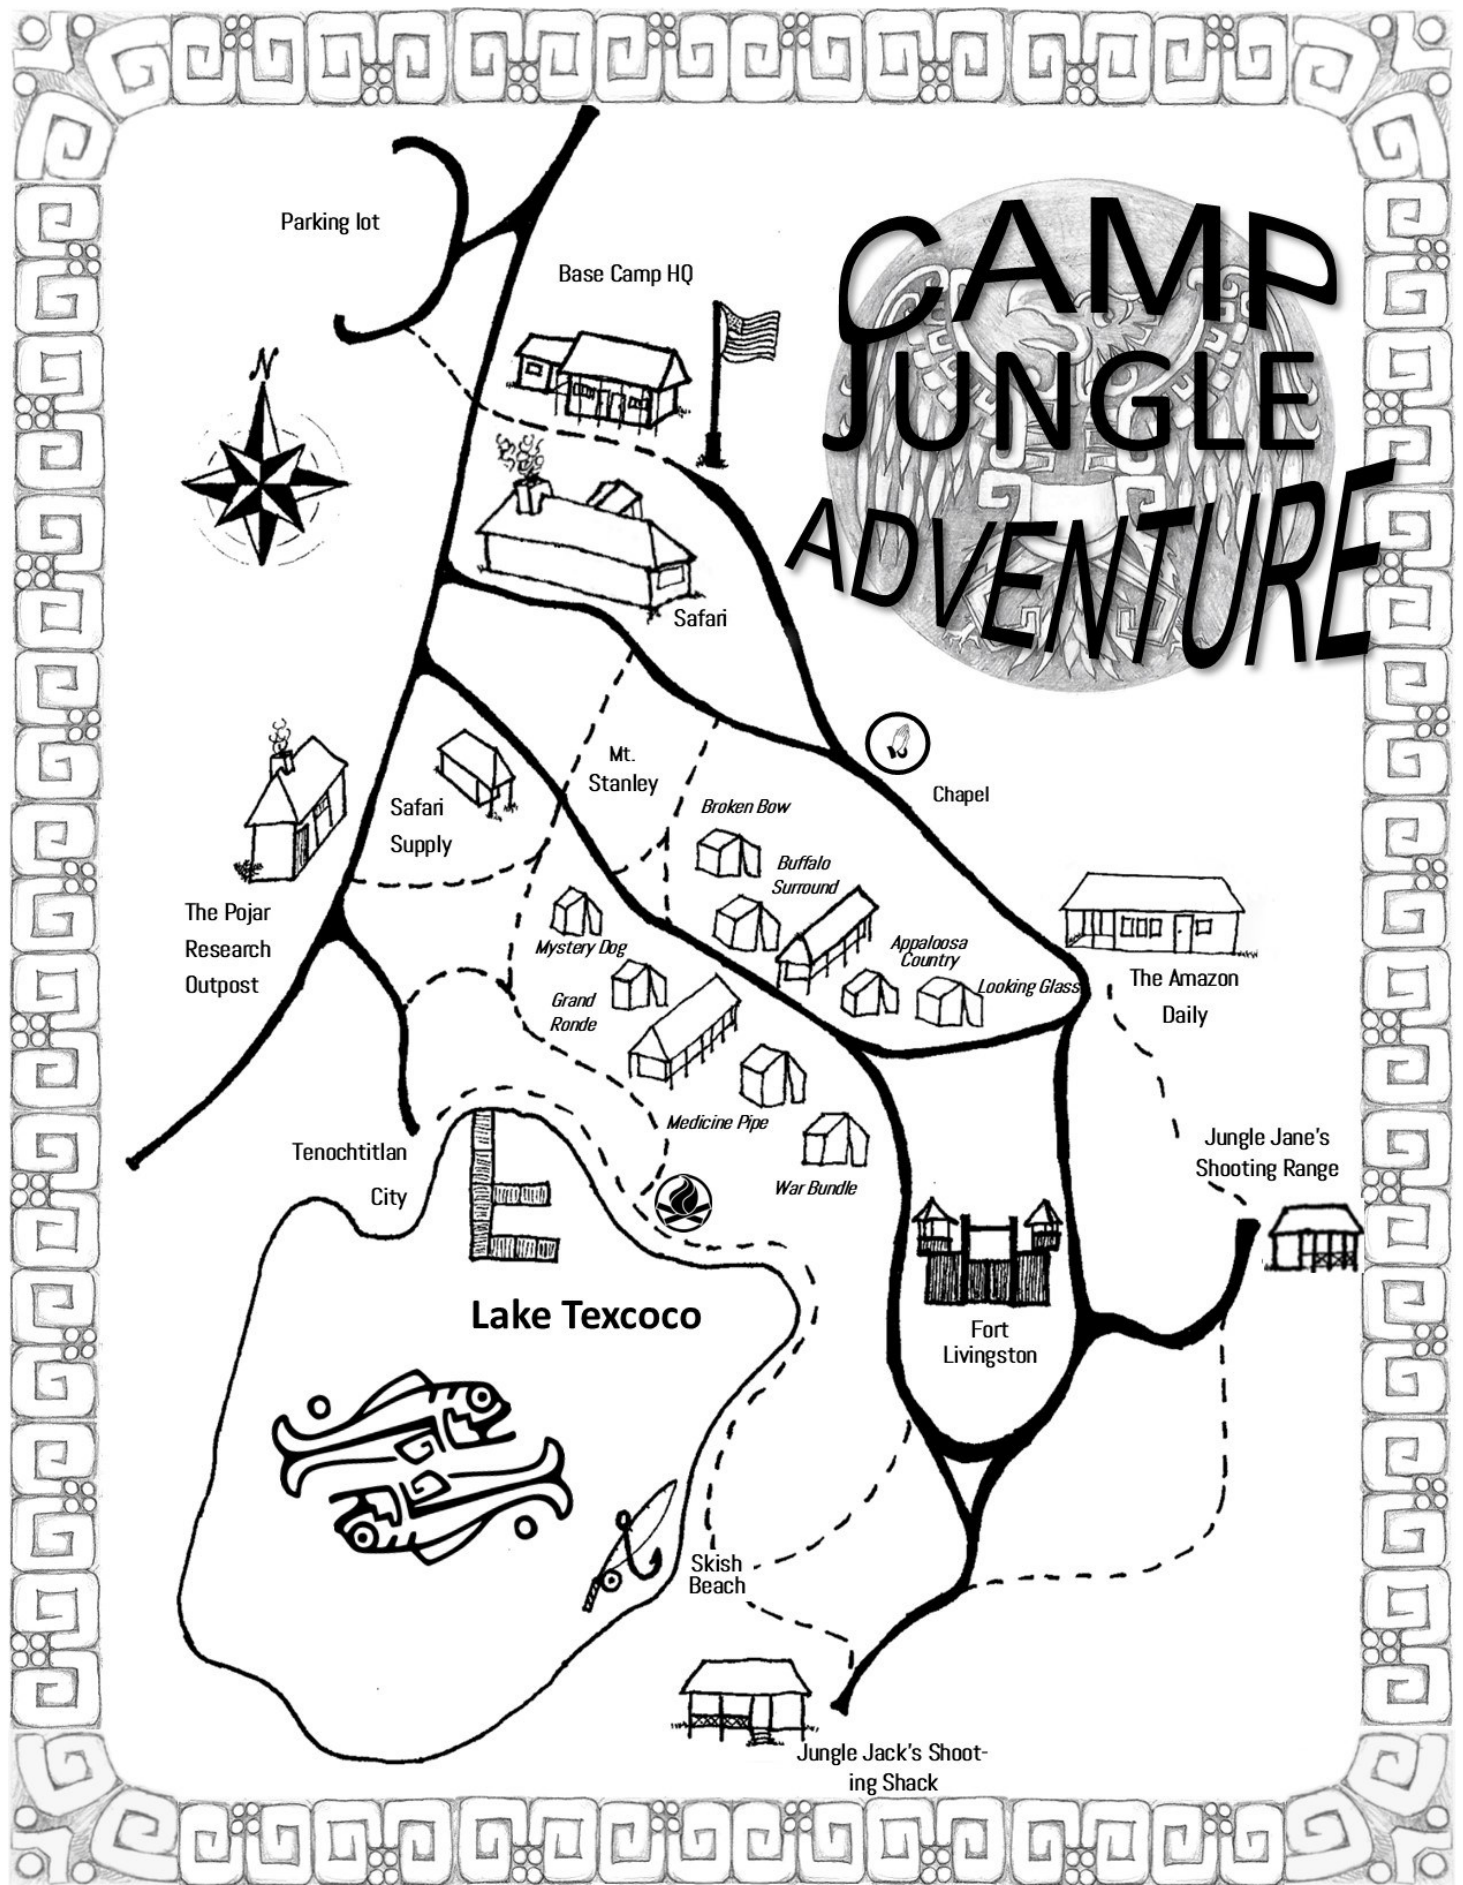 Parking lot
Base Camp HQ
CAMP
JUNGLE
ADVENTURE
N
Safari
Mt.
Stanley
Chapel
Safari
Supply
Broken Bow
Buffalo
Surround
The Pojar
Research
Outpost
Mystery Dog
Appaloosa
Country
Looking Glass
The Amazon
Daily
Grand
Ronde
Medicine Pipe
War Bundle
Tenochtitlan
City
Jungle Jane's
Shooting Range
Lake Texcoco
Fort
Livingston
Skish
Beach
Jungle Jack's Shoot-
ing Shack